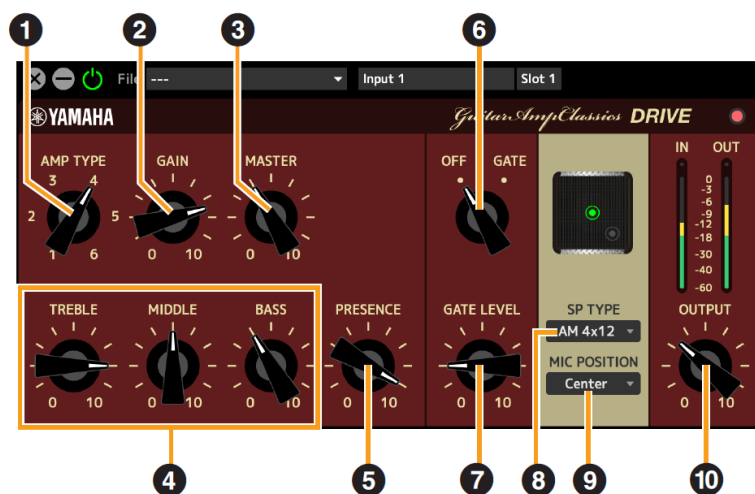 1 2 3 6
File --- Input 1 Slot 1
YAMAHA GuitarAmpClassics DRIVE
AMP TYPE GAIN MASTER OFF GATE IN OUT
3 4
2 5
1 6 0 10 0 10
0
-3
-6
-9
-12
-18
-30
-40
-60
TREBLE MIDDLE BASS PRESENCE GATE LEVEL SP TYPE OUTPUT
AM 4x12
MIC POSITION
Center
0 10 0 10 0 10 0 10 0 10 0 10
4 5 7 8 9 10